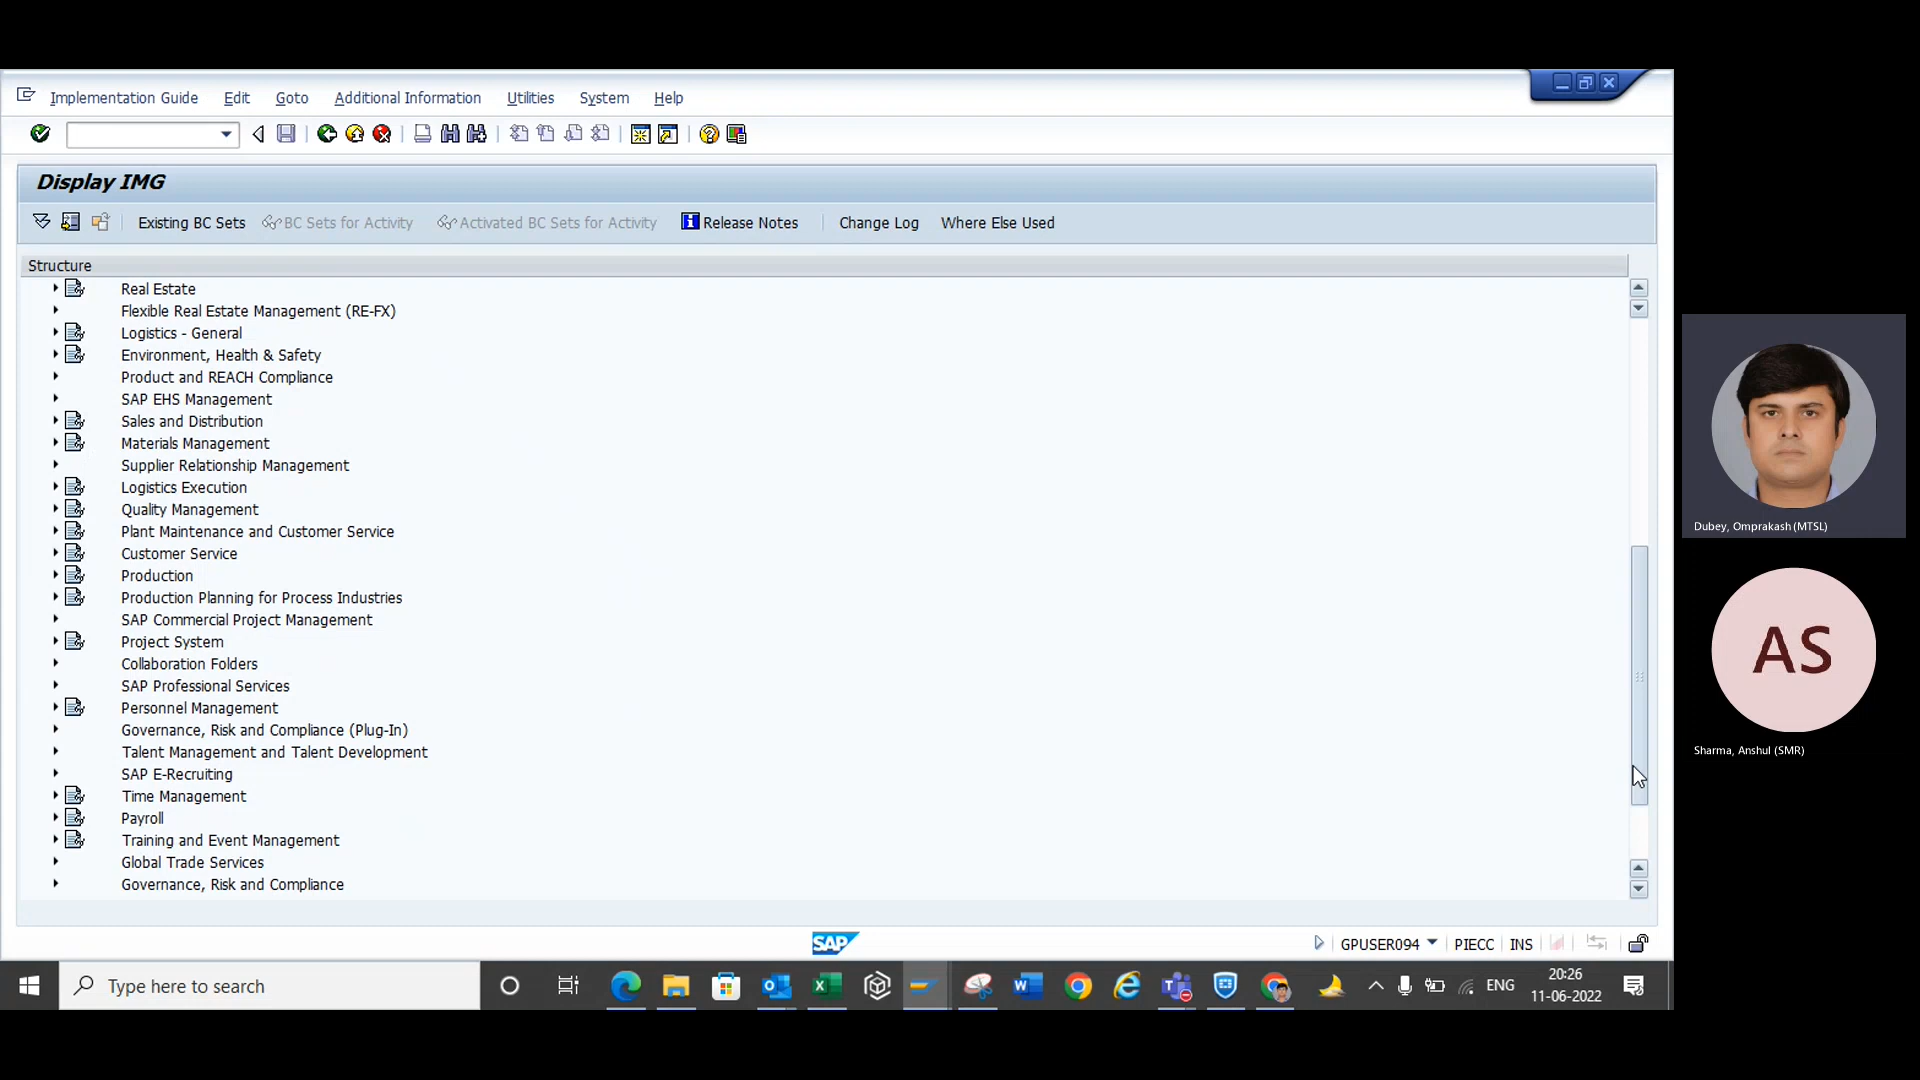 Implementation Guide Edit Goto Additional Information Utilities System Help
Display IMG
Existing BC Sets BC Sets for Activity Activated BC Sets for Activity Release Notes Change Log Where Else Used
Structure
Real Estate
Flexible Real Estate Management (RE-FX)
Logistics - General
Environment, Health & Safety
Product and REACH Compliance
SAP EHS Management
Sales and Distribution
Materials Management
Supplier Relationship Management
Logistics Execution
Quality Management
Plant Maintenance and Customer Service
Customer Service
Production
Production Planning for Process Industries
SAP Commercial Project Management
Project System
Collaboration Folders
SAP Professional Services
Personnel Management
Governance, Risk and Compliance (Plug-In)
Talent Management and Talent Development
SAP E-Recruiting
Time Management
Payroll
Training and Event Management
Global Trade Services
Governance, Risk and Compliance
SAP GPUSER094 PIECC INS
Type here to search
ENG
20:26
11-06-2022
Dubey, Omprakash (MTSL)
AS
Sharma, Anshul (SMR)